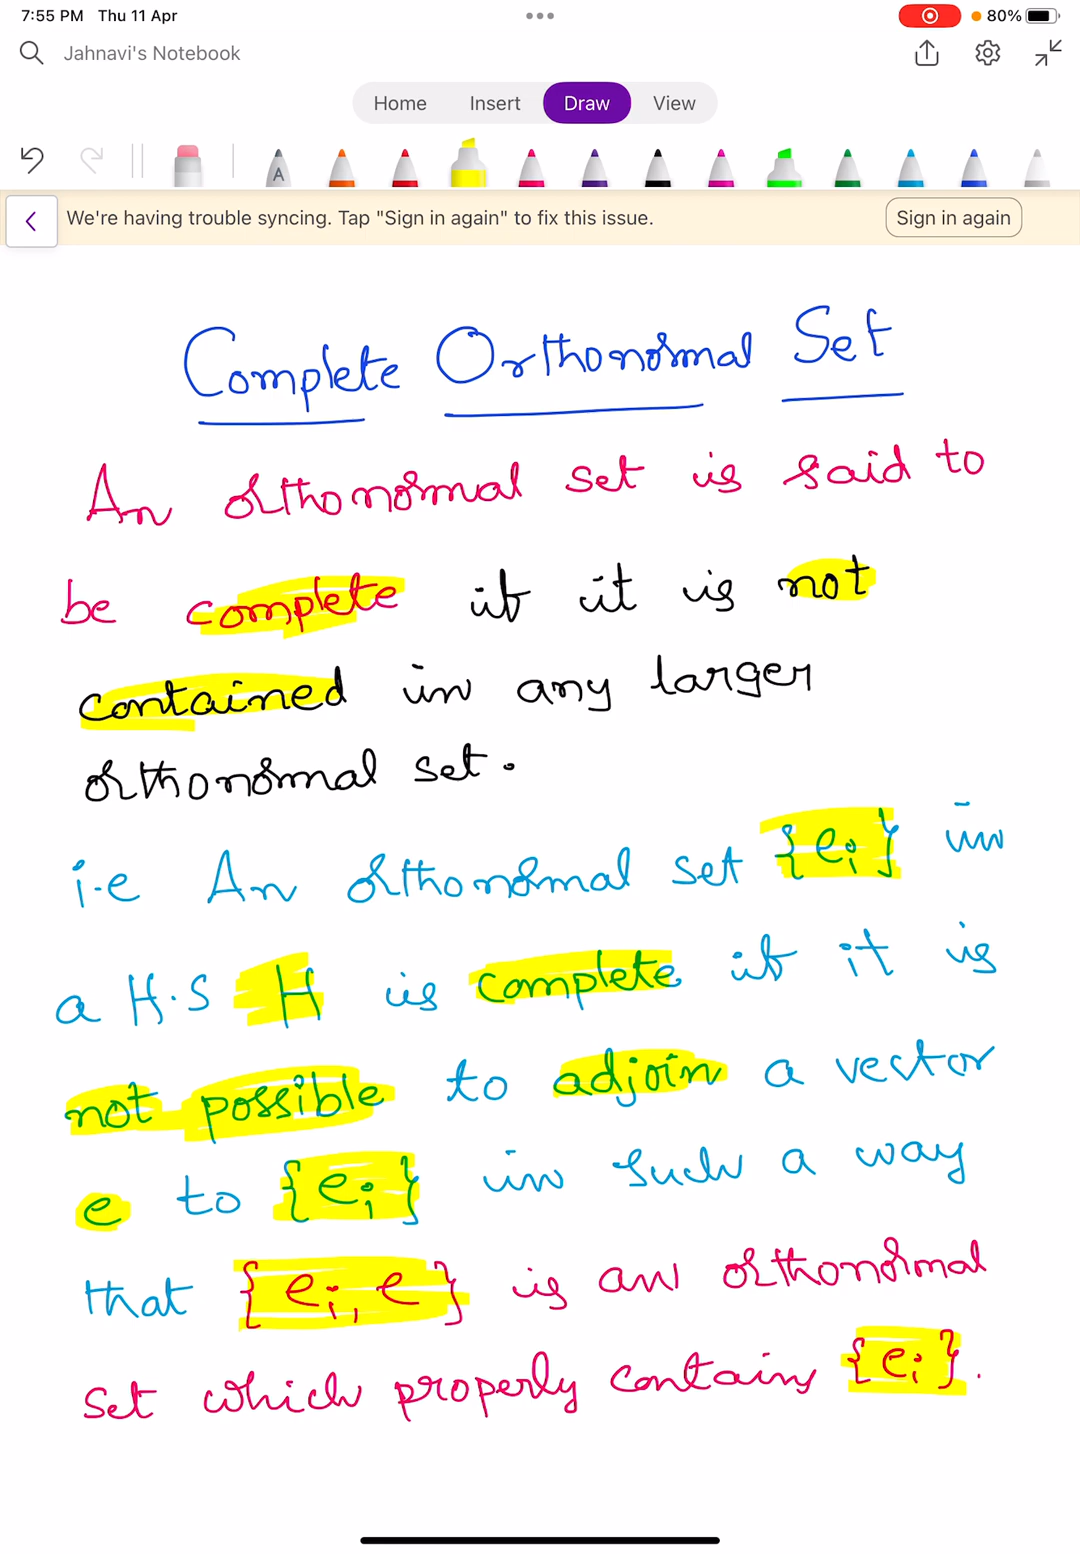 7:55 PM Thu 11 Apr
80%
Jahnavi's Notebook
Home Insert Draw View
A
We're having trouble syncing. Tap "Sign in again" to fix this issue.
Sign in again
Complete Orthonormal Set
An orthonormal set is said to
be complete if it is not
contained in any larger
orthonormal set.
i.e An orthonormal set {ei} in
a H.S H is complete if it is
not possible to adjoin a vector
e to {ei} in such a way
that {ei, e} is an orthonormal
set which properly contains {ei}.